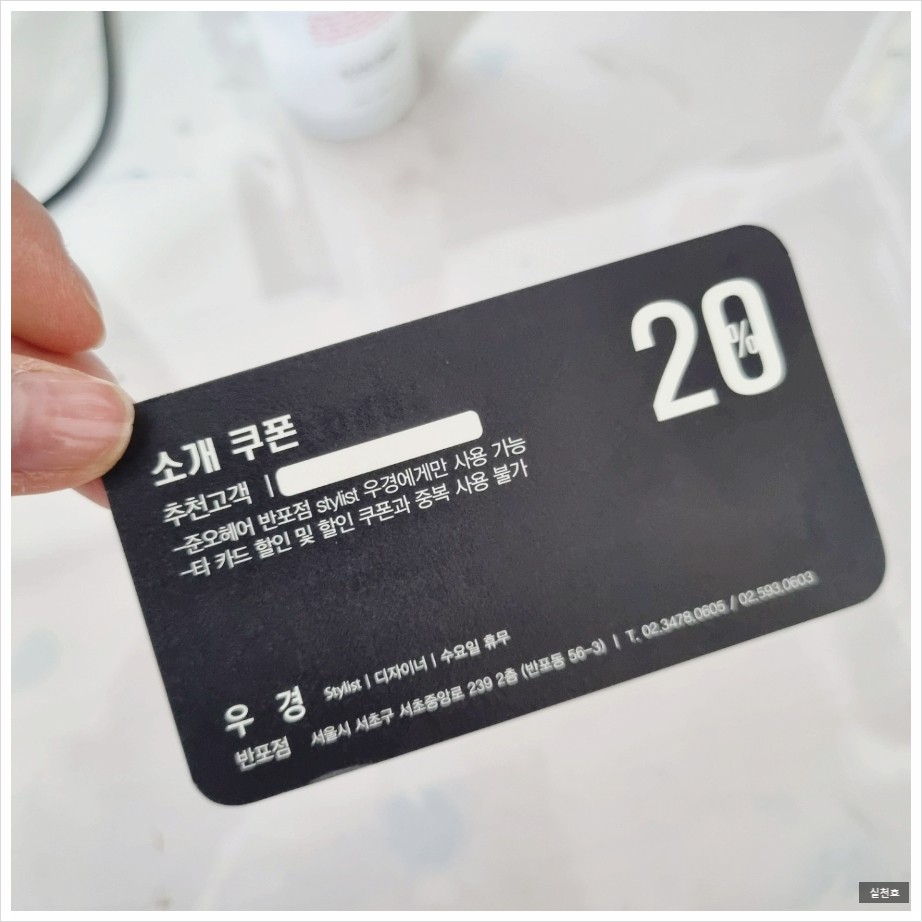 20%
소개 쿠폰
추천고객 |
-준오헤어 반포점 stylist 우경에게만 사용 가능
-타 카드 할인 및 할인 쿠폰과 중복 사용 불가
우 경 Stylist | 디자이너 | 수요일 휴무
반포점 서울시 서초구 서초중앙로 239 2층 (반포동 56-3) | T. 02.3478.0605 / 02.593.0603
실천효